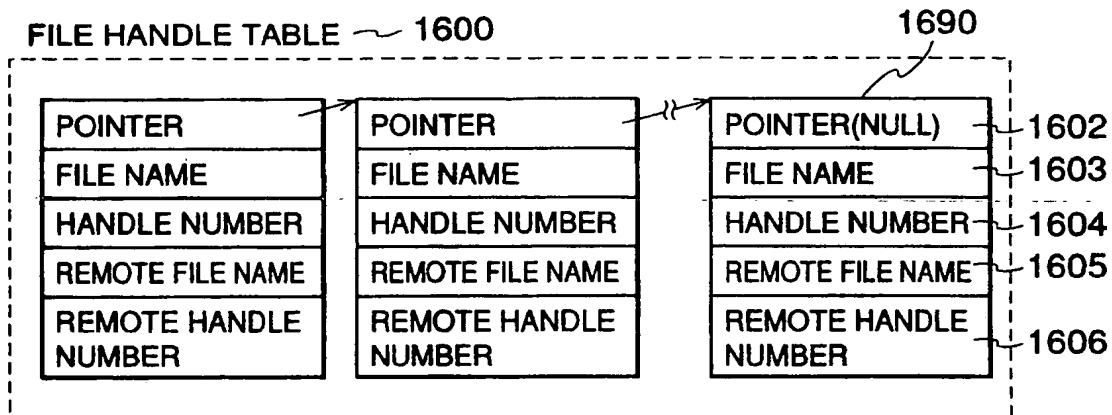 FILE HANDLE TABLE 1600
1690
POINTER
FILE NAME
HANDLE NUMBER
REMOTE FILE NAME
REMOTE HANDLE
NUMBER
POINTER
FILE NAME
HANDLE NUMBER
REMOTE FILE NAME
REMOTE HANDLE
NUMBER
POINTER(NULL) 1602
FILE NAME 1603
HANDLE NUMBER 1604
REMOTE FILE NAME 1605
REMOTE HANDLE
NUMBER 1606